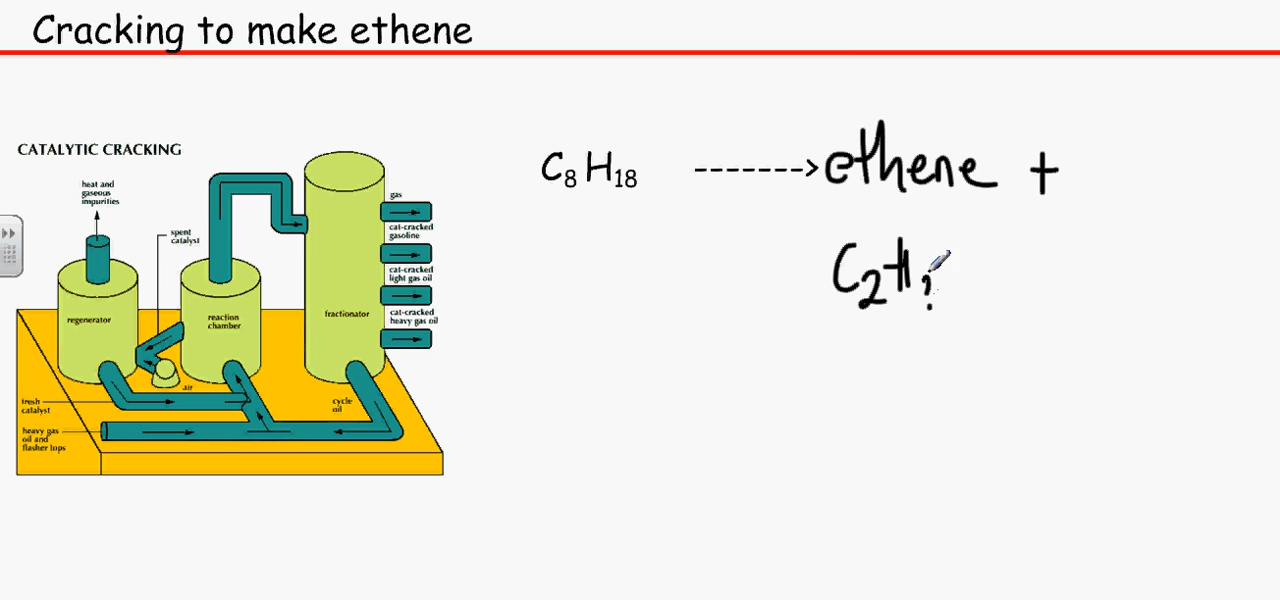 Cracking to make ethene
CATALYTIC CRACKING
heat and
gaseous
impurities
spent
catalyst
regenerator
reaction
chamber
fractionator
gas
cat-cracked
gasoline
cat-cracked
light gas oil
cat-cracked
heavy gas oil
air
fresh
catalyst
cycle
oil
heavy gas
oil and
flasher tops
C₈H₁₈ -------> ethene +
C₂H?